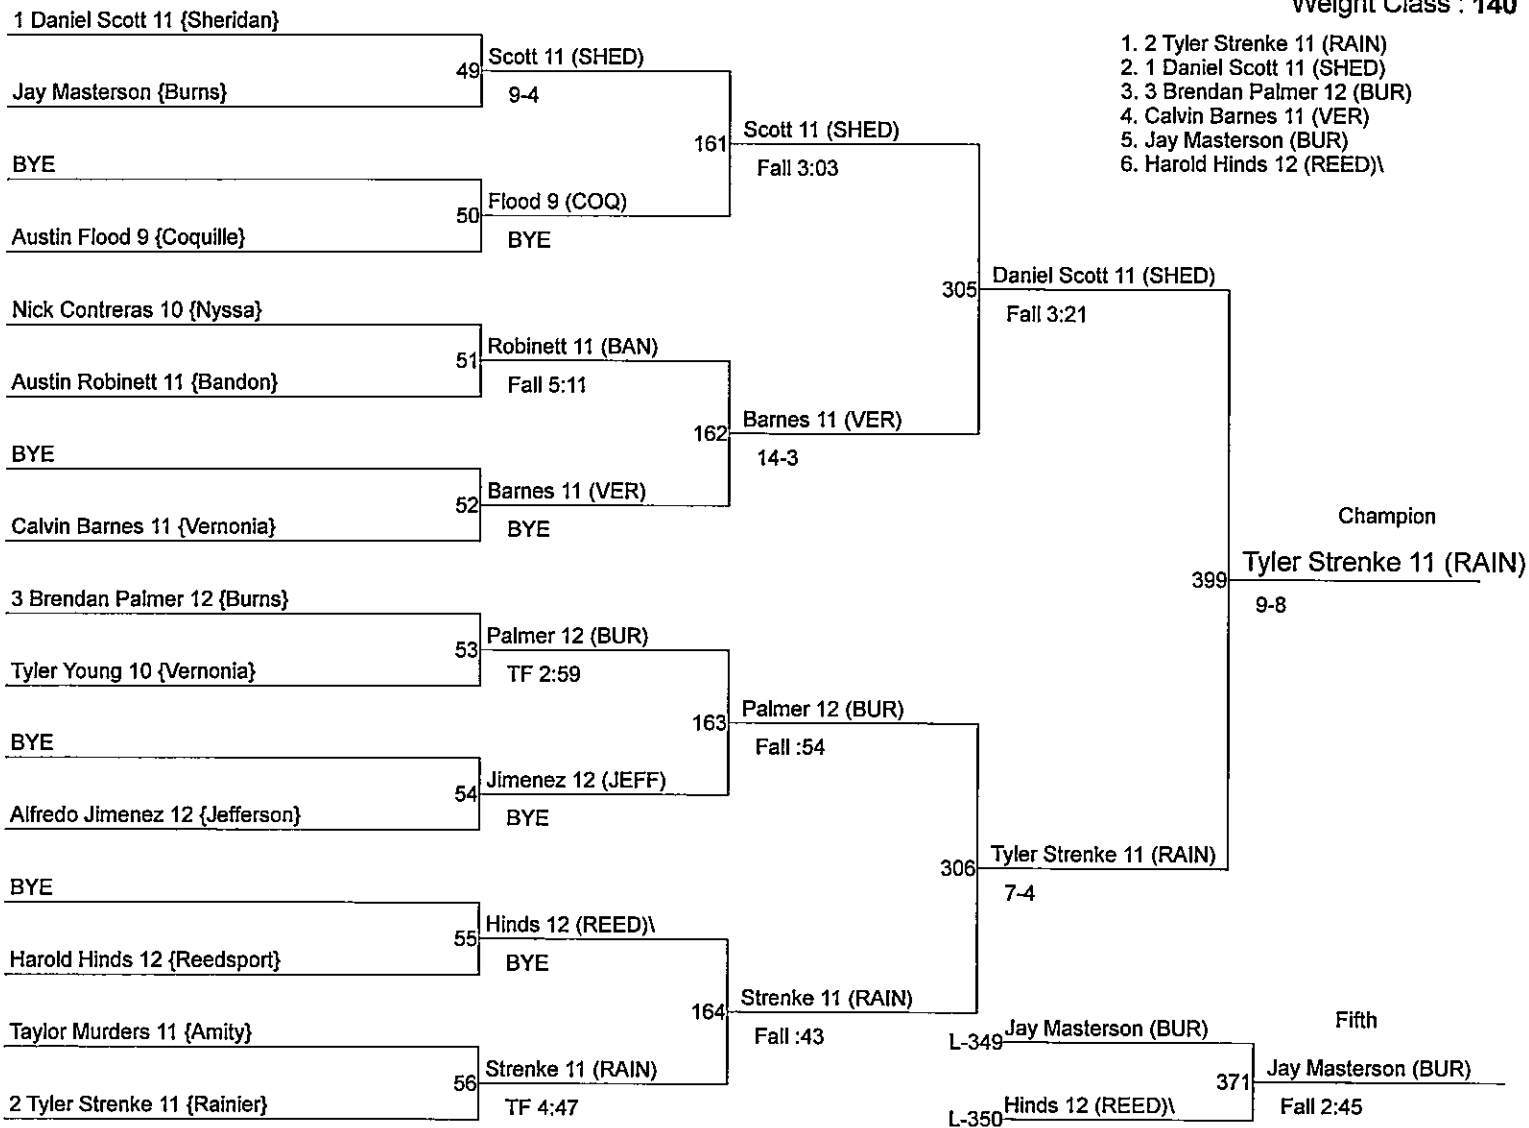 Weight Class : 140
1. 2 Tyler Strenke 11 (RAIN)
2. 1 Daniel Scott 11 (SHED)
3. 3 Brendan Palmer 12 (BUR)
4. Calvin Barnes 11 (VER)
5. Jay Masterson (BUR)
6. Harold Hinds 12 (REED)\
1 Daniel Scott 11 {Sheridan}
49 Scott 11 (SHED)
9-4
Jay Masterson {Burns}
161 Scott 11 (SHED)
Fall 3:03
BYE
50 Flood 9 (COQ)
BYE
Austin Flood 9 {Coquille}
305 Daniel Scott 11 (SHED)
Fall 3:21
Nick Contreras 10 {Nyssa}
51 Robinett 11 (BAN)
Fall 5:11
Austin Robinett 11 {Bandon}
162 Barnes 11 (VER)
14-3
BYE
52 Barnes 11 (VER)
BYE
Calvin Barnes 11 {Vernonia}
Champion
399 Tyler Strenke 11 (RAIN)
9-8
3 Brendan Palmer 12 {Burns}
53 Palmer 12 (BUR)
TF 2:59
Tyler Young 10 {Vernonia}
163 Palmer 12 (BUR)
Fall :54
BYE
54 Jimenez 12 (JEFF)
BYE
Alfredo Jimenez 12 {Jefferson}
306 Tyler Strenke 11 (RAIN)
7-4
BYE
55 Hinds 12 (REED)\
BYE
Harold Hinds 12 {Reedsport}
164 Strenke 11 (RAIN)
Fall :43
Taylor Murders 11 {Amity}
56 Strenke 11 (RAIN)
TF 4:47
2 Tyler Strenke 11 {Rainier}
Fifth
L-349 Jay Masterson (BUR)
371 Jay Masterson (BUR)
Fall 2:45
L-350 Hinds 12 (REED)\